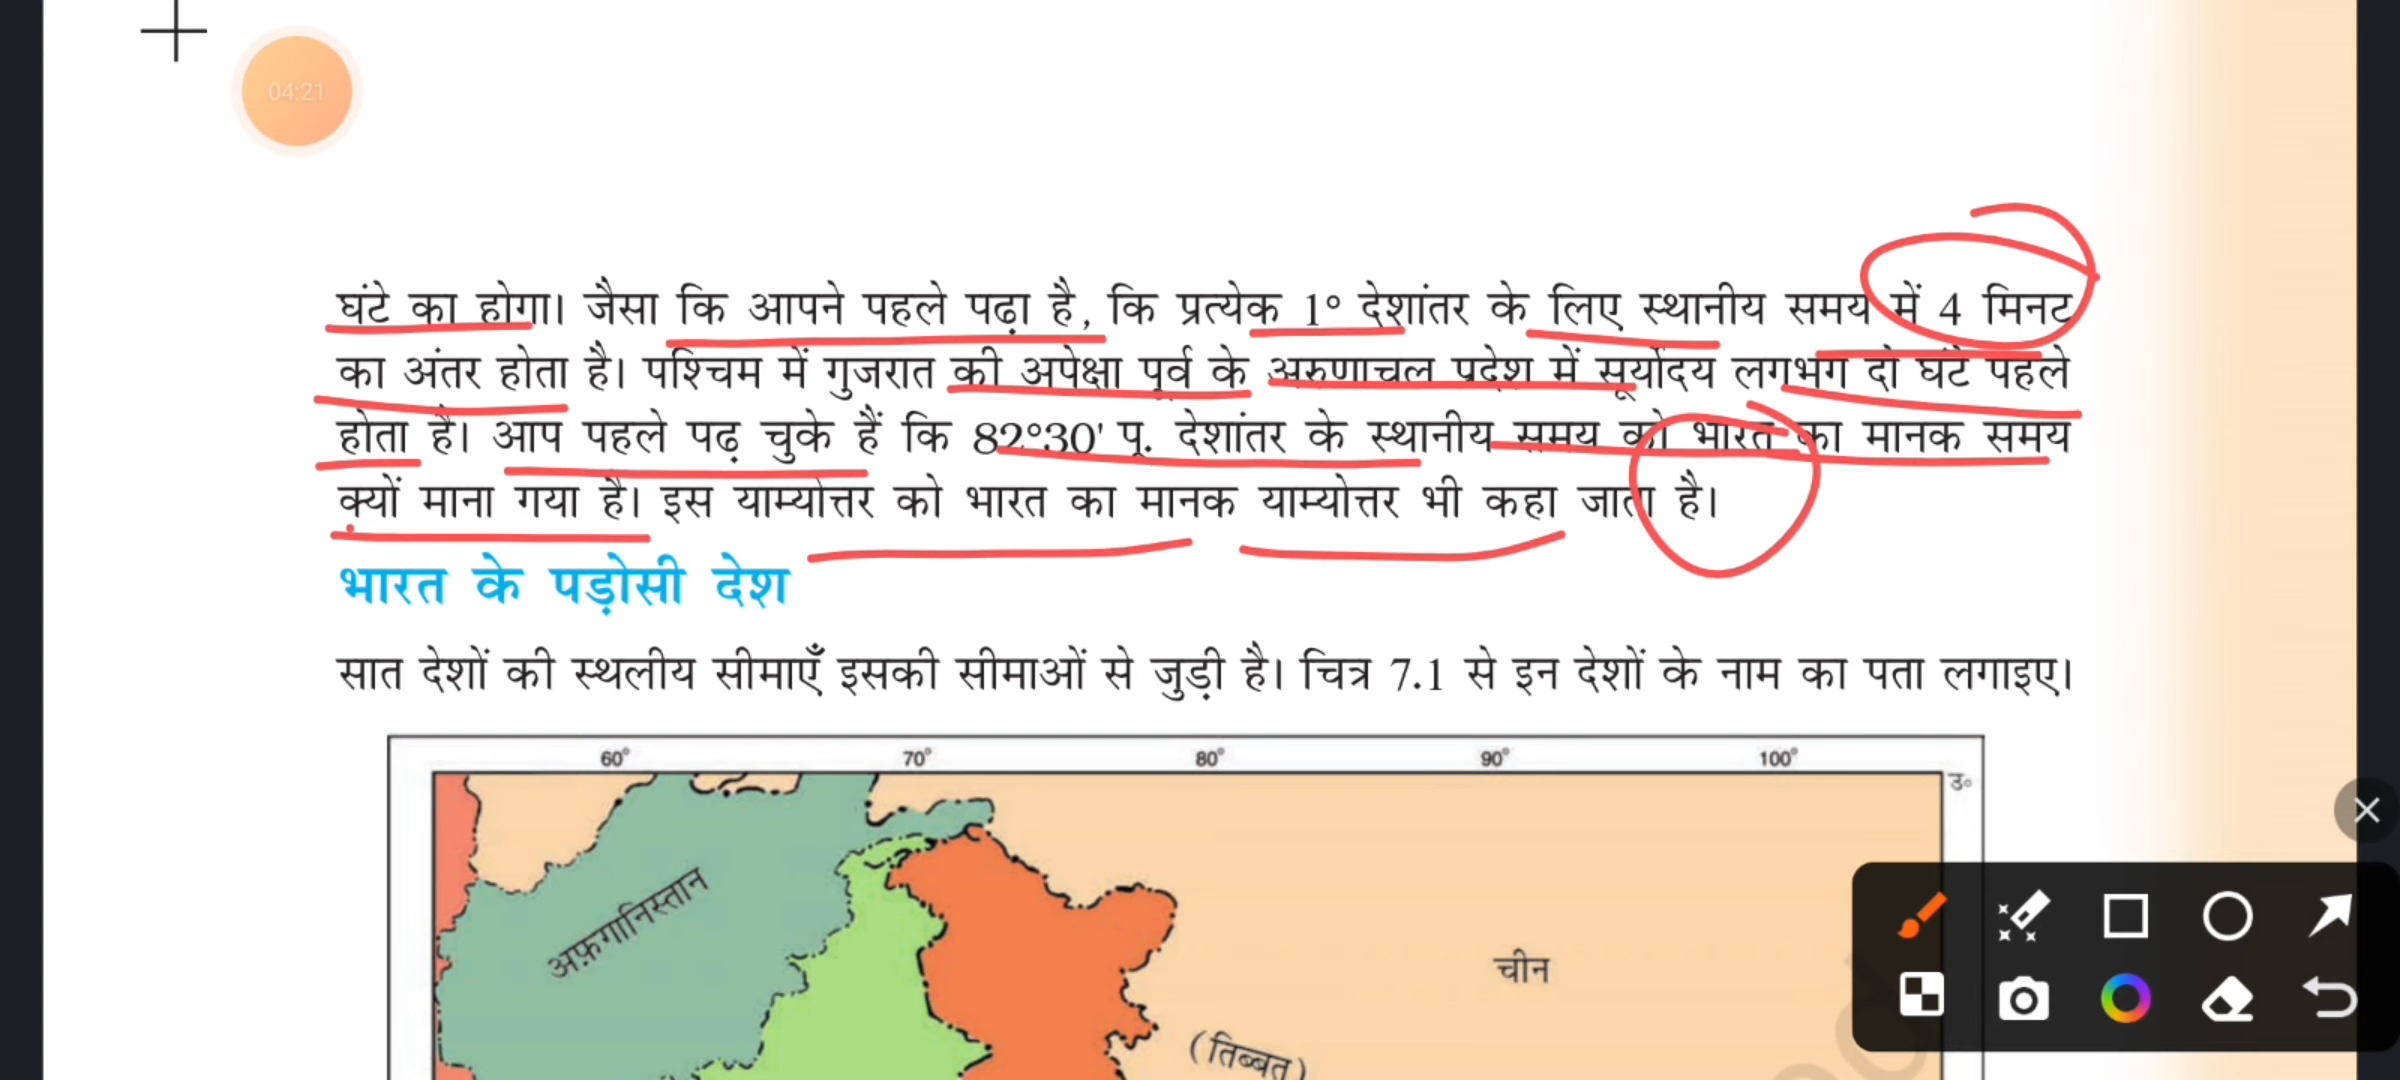 04:21
घंटे का होगा। जैसा कि आपने पहले पढ़ा है, कि प्रत्येक 1° देशांतर के लिए स्थानीय समय में 4 मिनट
का अंतर होता है। पश्चिम में गुजरात की अपेक्षा पूर्व के अरुणाचल प्रदेश में सूर्योदय लगभग दो घंटे पहले
होता है। आप पहले पढ़ चुके हैं कि 82°30' पू. देशांतर के स्थानीय समय को भारत का मानक समय
क्यों माना गया है। इस याम्योत्तर को भारत का मानक याम्योत्तर भी कहा जाता है।
भारत के पड़ोसी देश
सात देशों की स्थलीय सीमाएँ इसकी सीमाओं से जुड़ी है। चित्र 7.1 से इन देशों के नाम का पता लगाइए।
60° 70° 80° 90° 100°
उ॰
अफ़गानिस्तान
चीन
(तिब्बत)